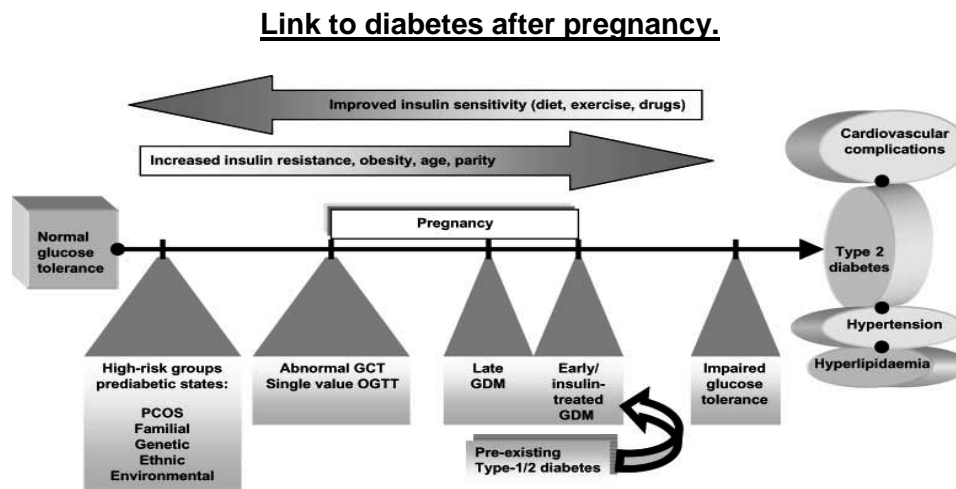 Link to diabetes after pregnancy.
Improved insulin sensitivity (diet, exercise, drugs)
Increased insulin resistance, obesity, age, parity
Cardiovascular
complications
Pregnancy
Normal
glucose
tolerance
Type 2
diabetes
Hypertension
Hyperlipidaemia
High-risk groups
prediabetic states:
PCOS
Familial
Genetic
Ethnic
Environmental
Abnormal GCT
Single value OGTT
Late
GDM
Early/
insulin-
treated
GDM
Impaired
glucose
tolerance
Pre-existing
Type-1/2 diabetes